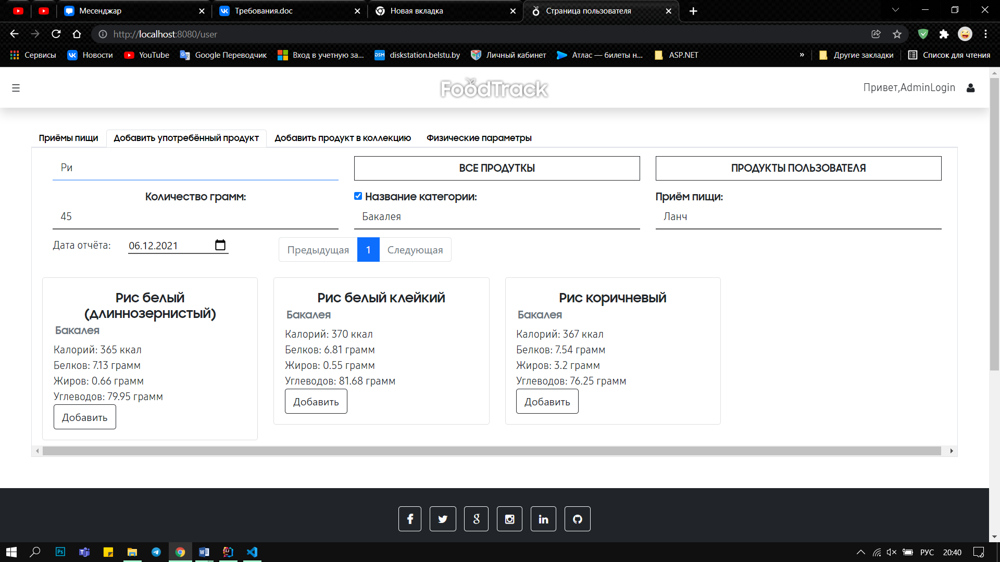 Месенджар
Требования.doc
Новая вкладка
Страница пользователя
http://localhost:8080/user
Сервисы
Новости
YouTube
Google Переводчик
Вход в учетную за...
DSM
diskstation.belstu.by
Личный кабинет
Атлас — билеты н...
ASP.NET
»
Другие закладки
Список для чтения
FoodTrack
Привет,AdminLogin
Приёмы пищи
Добавить употребённый продукт
Добавить продукт в коллекцию
Физические параметры
Ри
ВСЕ ПРОДУТКЫ
ПРОДУКТЫ ПОЛЬЗОВАТЕЛЯ
Количество грамм:
Название категории:
Приём пищи:
45
Бакалея
Ланч
Дата отчёта:
06.12.2021
Предыдущая
1
Следующая
Рис белый
(длиннозернистый)
Бакалея
Калорий: 365 ккал
Белков: 7.13 грамм
Жиров: 0.66 грамм
Углеводов: 79.95 грамм
Добавить
Рис белый клейкий
Бакалея
Калорий: 370 ккал
Белков: 6.81 грамм
Жиров: 0.55 грамм
Углеводов: 81.68 грамм
Добавить
Рис коричневый
Бакалея
Калорий: 367 ккал
Белков: 7.54 грамм
Жиров: 3.2 грамм
Углеводов: 76.25 грамм
Добавить
РУС
20:40